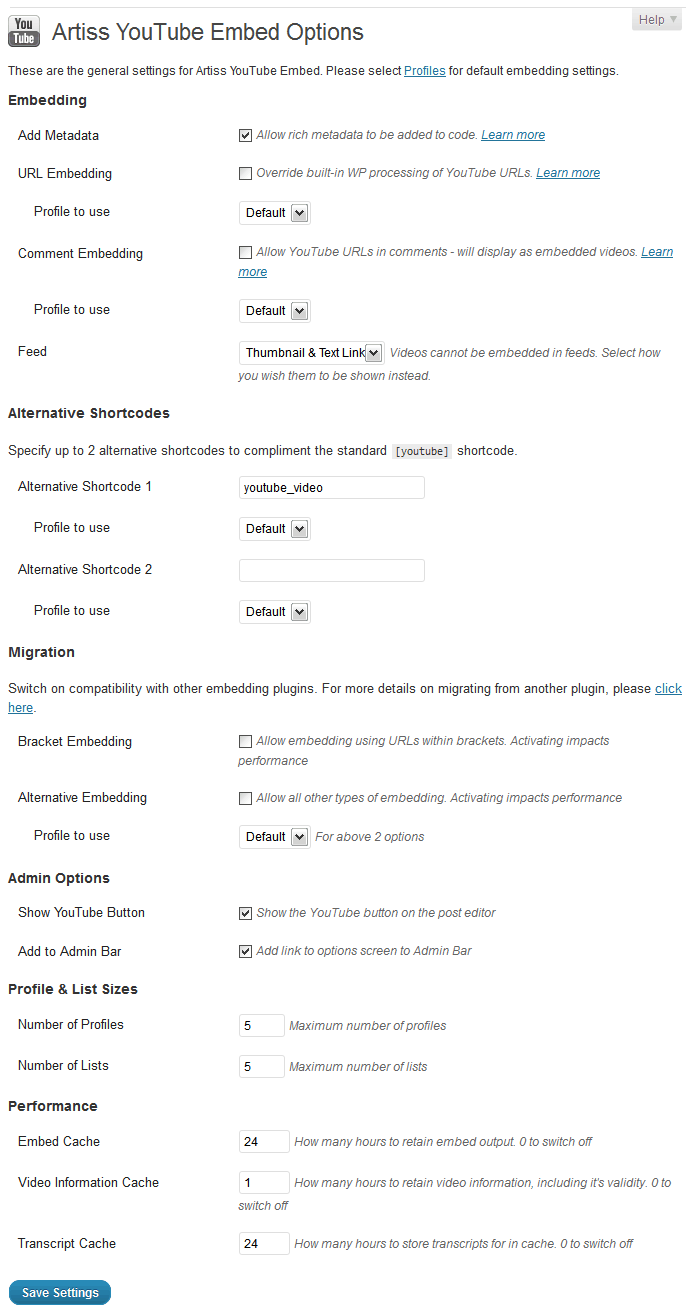 You
Tube
Artiss YouTube Embed Options
Help
These are the general settings for Artiss YouTube Embed. Please select Profiles for default embedding settings.
Embedding
Add Metadata
Allow rich metadata to be added to code. Learn more
URL Embedding
Override built-in WP processing of YouTube URLs. Learn more
Profile to use
Default
Comment Embedding
Allow YouTube URLs in comments - will display as embedded videos. Learn
more
Profile to use
Default
Feed
Thumbnail & Text Link
Videos cannot be embedded in feeds. Select how
you wish them to be shown instead.
Alternative Shortcodes
Specify up to 2 alternative shortcodes to compliment the standard [youtube] shortcode.
Alternative Shortcode 1
youtube_video
Profile to use
Default
Alternative Shortcode 2
Profile to use
Default
Migration
Switch on compatibility with other embedding plugins. For more details on migrating from another plugin, please click
here.
Bracket Embedding
Allow embedding using URLs within brackets. Activating impacts
performance
Alternative Embedding
Allow all other types of embedding. Activating impacts performance
Profile to use
Default
For above 2 options
Admin Options
Show YouTube Button
Show the YouTube button on the post editor
Add to Admin Bar
Add link to options screen to Admin Bar
Profile & List Sizes
Number of Profiles
5
Maximum number of profiles
Number of Lists
5
Maximum number of lists
Performance
Embed Cache
24
How many hours to retain embed output. 0 to switch off
Video Information Cache
1
How many hours to retain video information, including it's validity. 0 to
switch off
Transcript Cache
24
How many hours to store transcripts for in cache. 0 to switch off
Save Settings